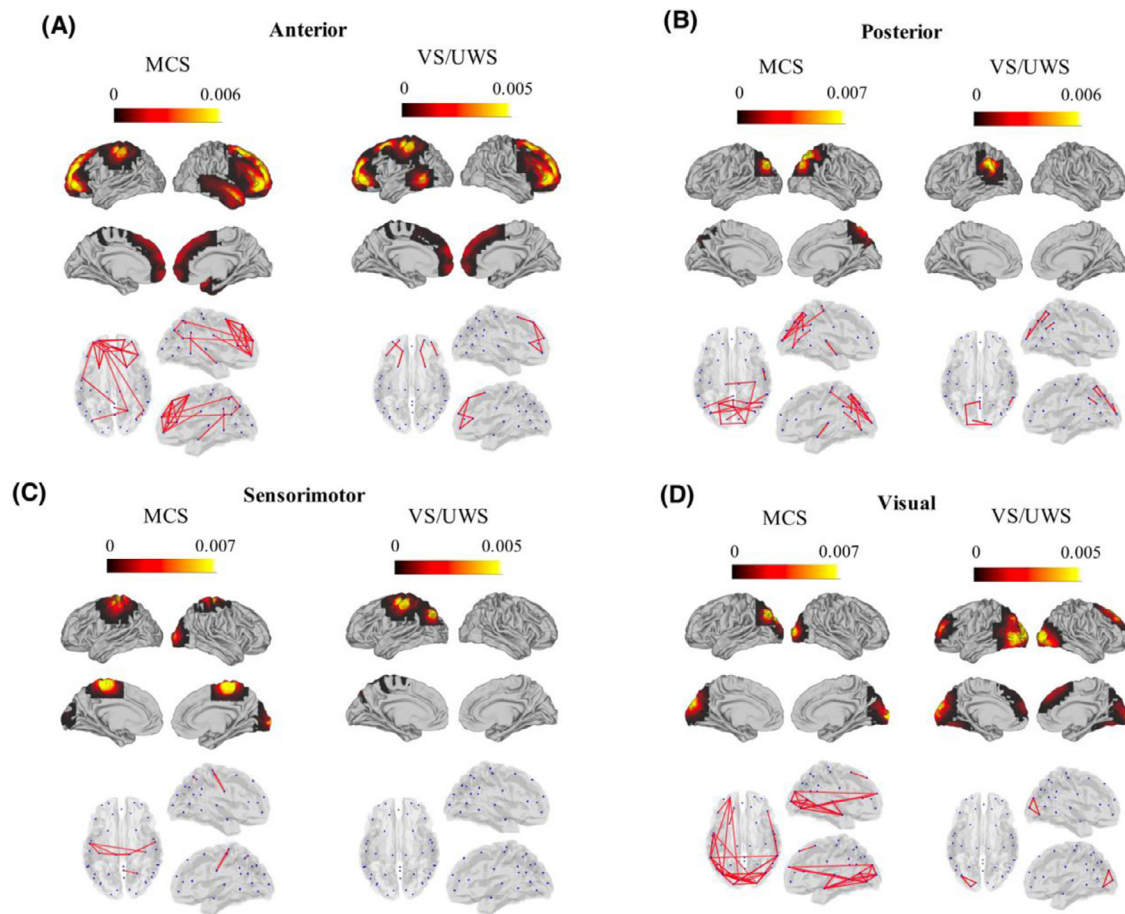 (A)
Anterior
MCS
VS/UWS
0 0.006
0 0.005
(B)
Posterior
MCS
VS/UWS
0 0.007
0 0.006
(C)
Sensorimotor
MCS
VS/UWS
0 0.007
0 0.005
(D)
Visual
MCS
VS/UWS
0 0.007
0 0.005